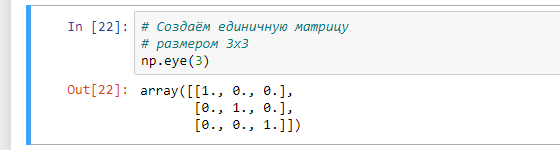 In [22]: # Создаём единичную матрицу
# размером 3x3
np.eye(3)
Out[22]: array([[1., 0., 0.],
[0., 1., 0.],
[0., 0., 1.]])